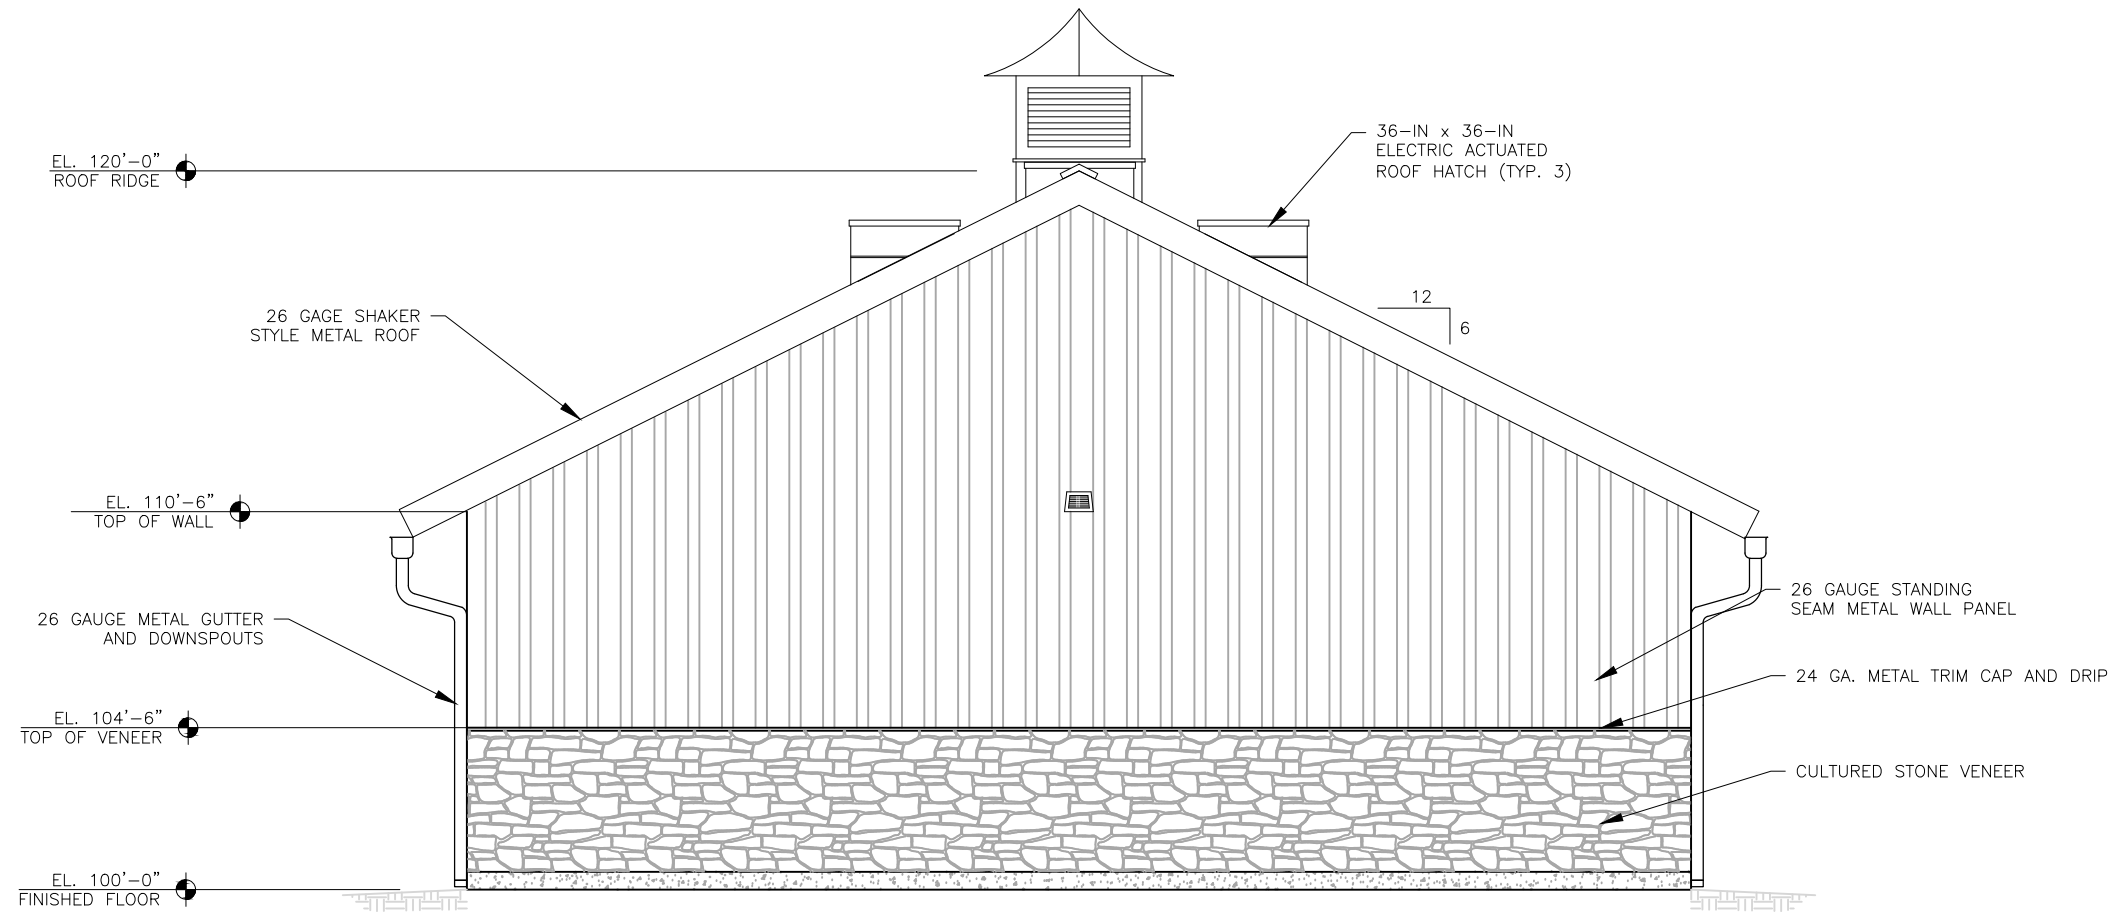 36-IN x 36-IN
ELECTRIC ACTUATED
ROOF HATCH (TYP. 3)
EL. 120'-0"
ROOF RIDGE
12
6
26 GAGE SHAKER
STYLE METAL ROOF
EL. 110'-6"
TOP OF WALL
26 GAUGE STANDING
SEAM METAL WALL PANEL
26 GAUGE METAL GUTTER
AND DOWNSPOUTS
24 GA. METAL TRIM CAP AND DRIP
EL. 104'-6"
TOP OF VENEER
CULTURED STONE VENEER
EL. 100'-0"
FINISHED FLOOR